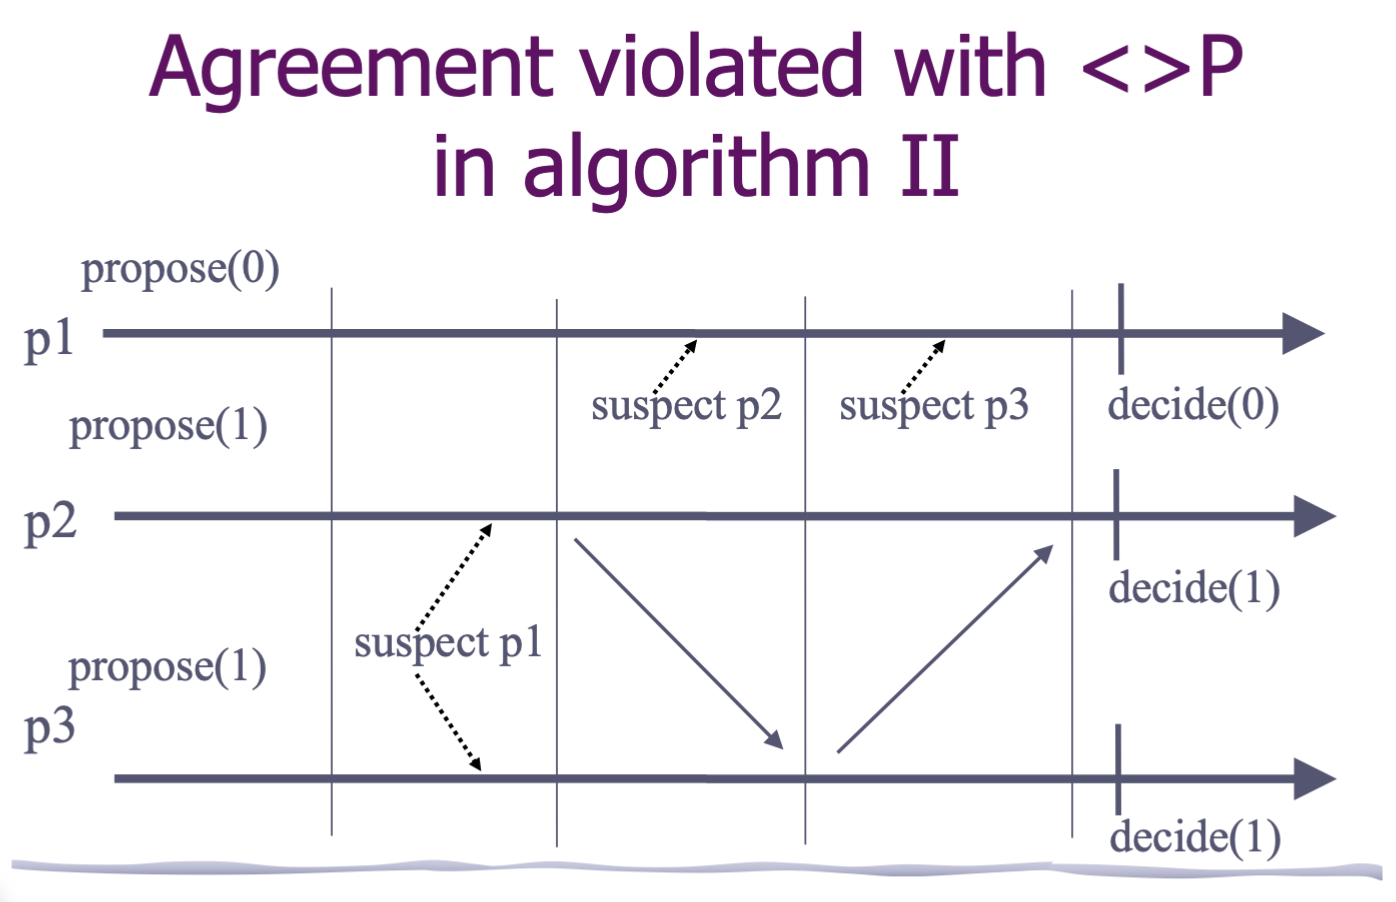 Agreement violated with <>P
in algorithm II
propose(0)
p1
suspect p2
suspect p3
decide(0)
propose(1)
p2
decide(1)
suspect p1
propose(1)
p3
decide(1)